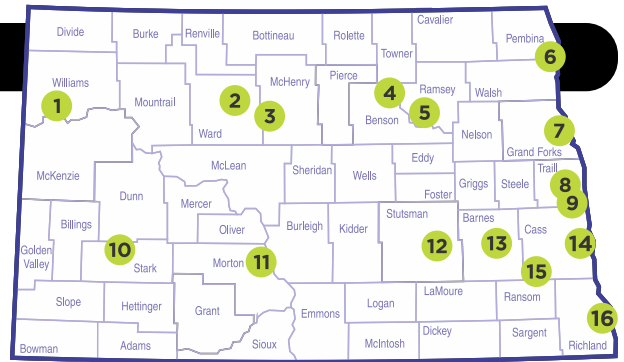 Divide
Burke
Renville
Bottineau
Rolette
Cavalier
Pembina
Towner
6
Williams
McHenry
Pierce
Ramsey
Walsh
1
Mountrail
2
3
4
5
Benson
Ward
Nelson
7
Grand Forks
McKenzie
McLean
Sheridan
Wells
Eddy
Foster
Griggs
Steele
Traill
8
9
Dunn
Mercer
Oliver
Burleigh
Kidder
Stutsman
Barnes
Cass
Billings
Golden
Valley
10
Stark
Morton
11
12
13
14
15
Slope
Hettinger
Grant
Emmons
Logan
LaMoure
Ransom
16
Bowman
Adams
Sioux
McIntosh
Dickey
Sargent
Richland